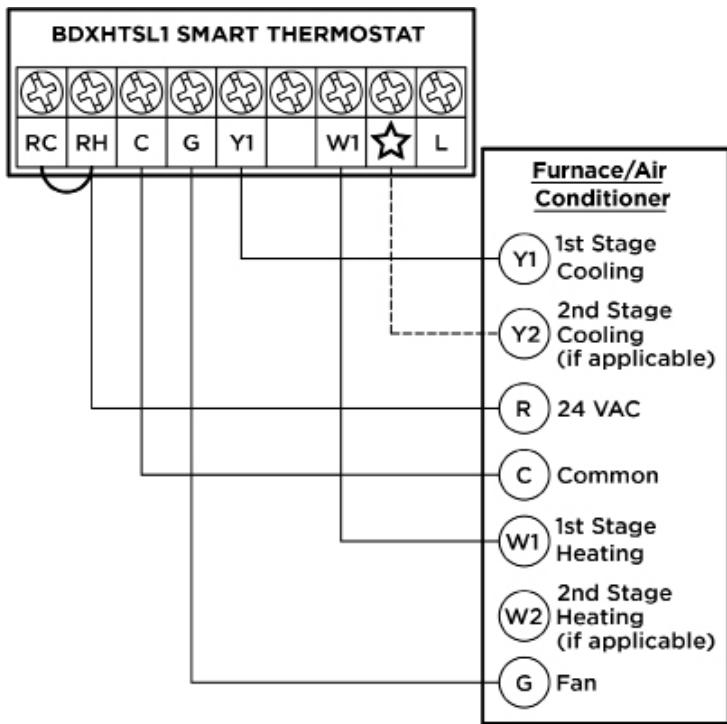 BDXHTSL1 SMART THERMOSTAT
RC RH C G Y1 W1 L
Furnace/Air
Conditioner
Y1 1st Stage
Cooling
Y2 2nd Stage
Cooling
(if applicable)
R 24 VAC
C Common
W1 1st Stage
Heating
W2 2nd Stage
Heating
(if applicable)
G Fan